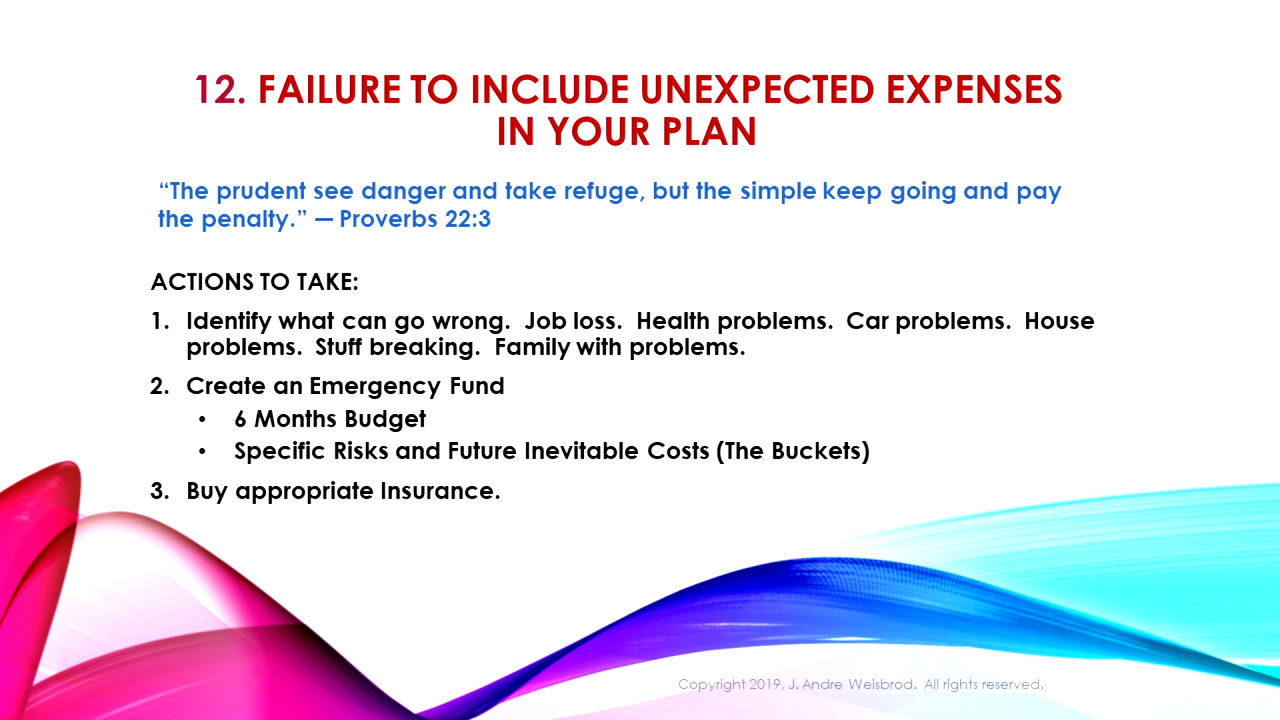 12. FAILURE TO INCLUDE UNEXPECTED EXPENSES
IN YOUR PLAN
“The prudent see danger and take refuge, but the simple keep going and pay
the penalty.” — Proverbs 22:3
ACTIONS TO TAKE:
1. Identify what can go wrong.  Job loss.  Health problems.  Car problems.  House
problems.  Stuff breaking.  Family with problems.
2. Create an Emergency Fund
• 6 Months Budget
• Specific Risks and Future Inevitable Costs (The Buckets)
3. Buy appropriate Insurance.
Copyright 2019, J. Andre Weisbrod.  All rights reserved.